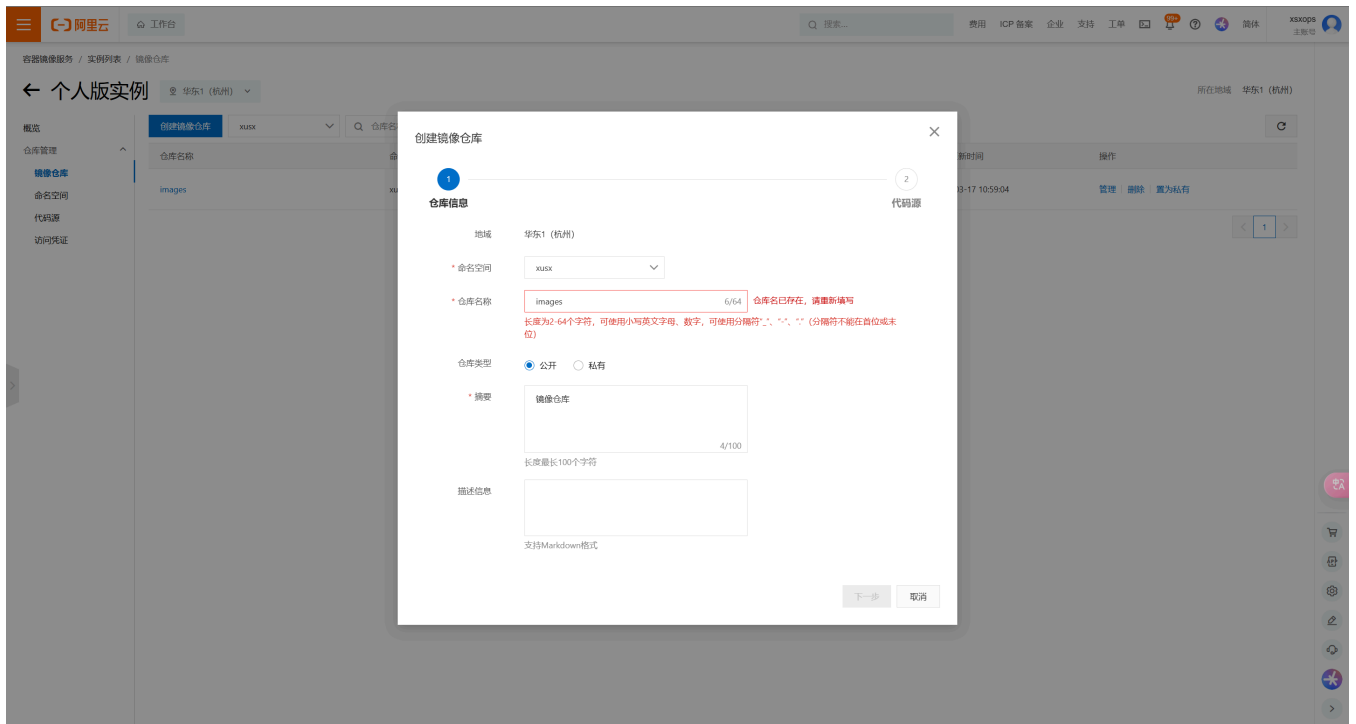 阿里云 工作台 搜索... 费用 ICP 备案 企业 支持 工单 99+ 简体 xsxops
主账号
容器镜像服务 / 实例列表 / 镜像仓库
个人版实例 华东1 (杭州) 所在地域 华东1 (杭州)
概览
仓库管理
镜像仓库
命名空间
代码源
访问凭证
创建镜像仓库 xusx 仓库名
仓库名称 新时间 操作
images 03-17 10:59:04 管理 删除 置为私有
1
创建镜像仓库
1 2
仓库信息 代码源
地域 华东1 (杭州)
* 命名空间 xusx
* 仓库名称 images 6/64 仓库名已存在，请重新填写
长度为2-64个字符，可使用小写英文字母、数字，可使用分隔符"_"、"-"、"."（分隔符不能在首位或末
位）
仓库类型 公开 私有
* 摘要 镜像仓库
4/100
长度最长100个字符
描述信息
支持Markdown格式
下一步 取消